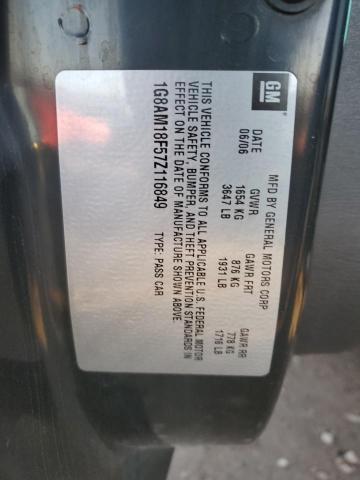 GM
MFD BY GENERAL MOTORS CORP
DATE GVWR GAWR FRT GAWR RR
06/06 1654 KG 876 KG 778 KG
3647 LB 1931 LB 1716 LB
THIS VEHICLE CONFORMS TO ALL APPLICABLE U.S. FEDERAL MOTOR
VEHICLE SAFETY, BUMPER, AND THEFT PREVENTION STANDARDS IN
EFFECT ON THE DATE OF MANUFACTURE SHOWN ABOVE.
1G8AM18F57Z116849 TYPE: PASS CAR